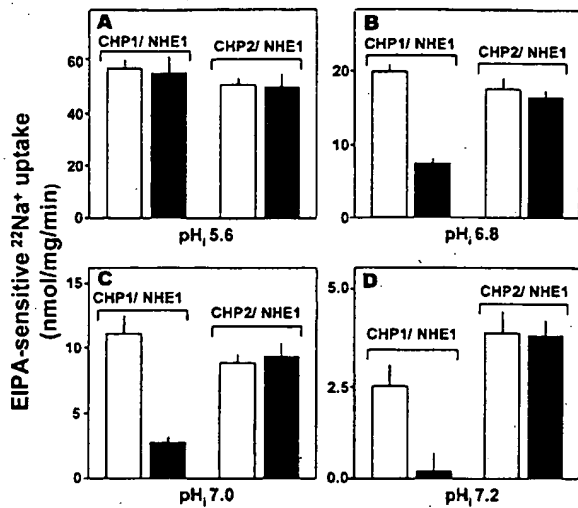 EIPA-sensitive ²²Na⁺ uptake
(nmol/mg/min)
A
CHP1/ NHE1
CHP2/ NHE1
60
40
20
0
pHᵢ 5.6
B
CHP1/ NHE1
CHP2/ NHE1
20
10
0
pHᵢ 6.8
C
CHP1/ NHE1
CHP2/ NHE1
15
10
5
0
pHᵢ 7.0
D
CHP2/ NHE1
CHP1/ NHE1
5.0
2.5
0.0
pHᵢ 7.2